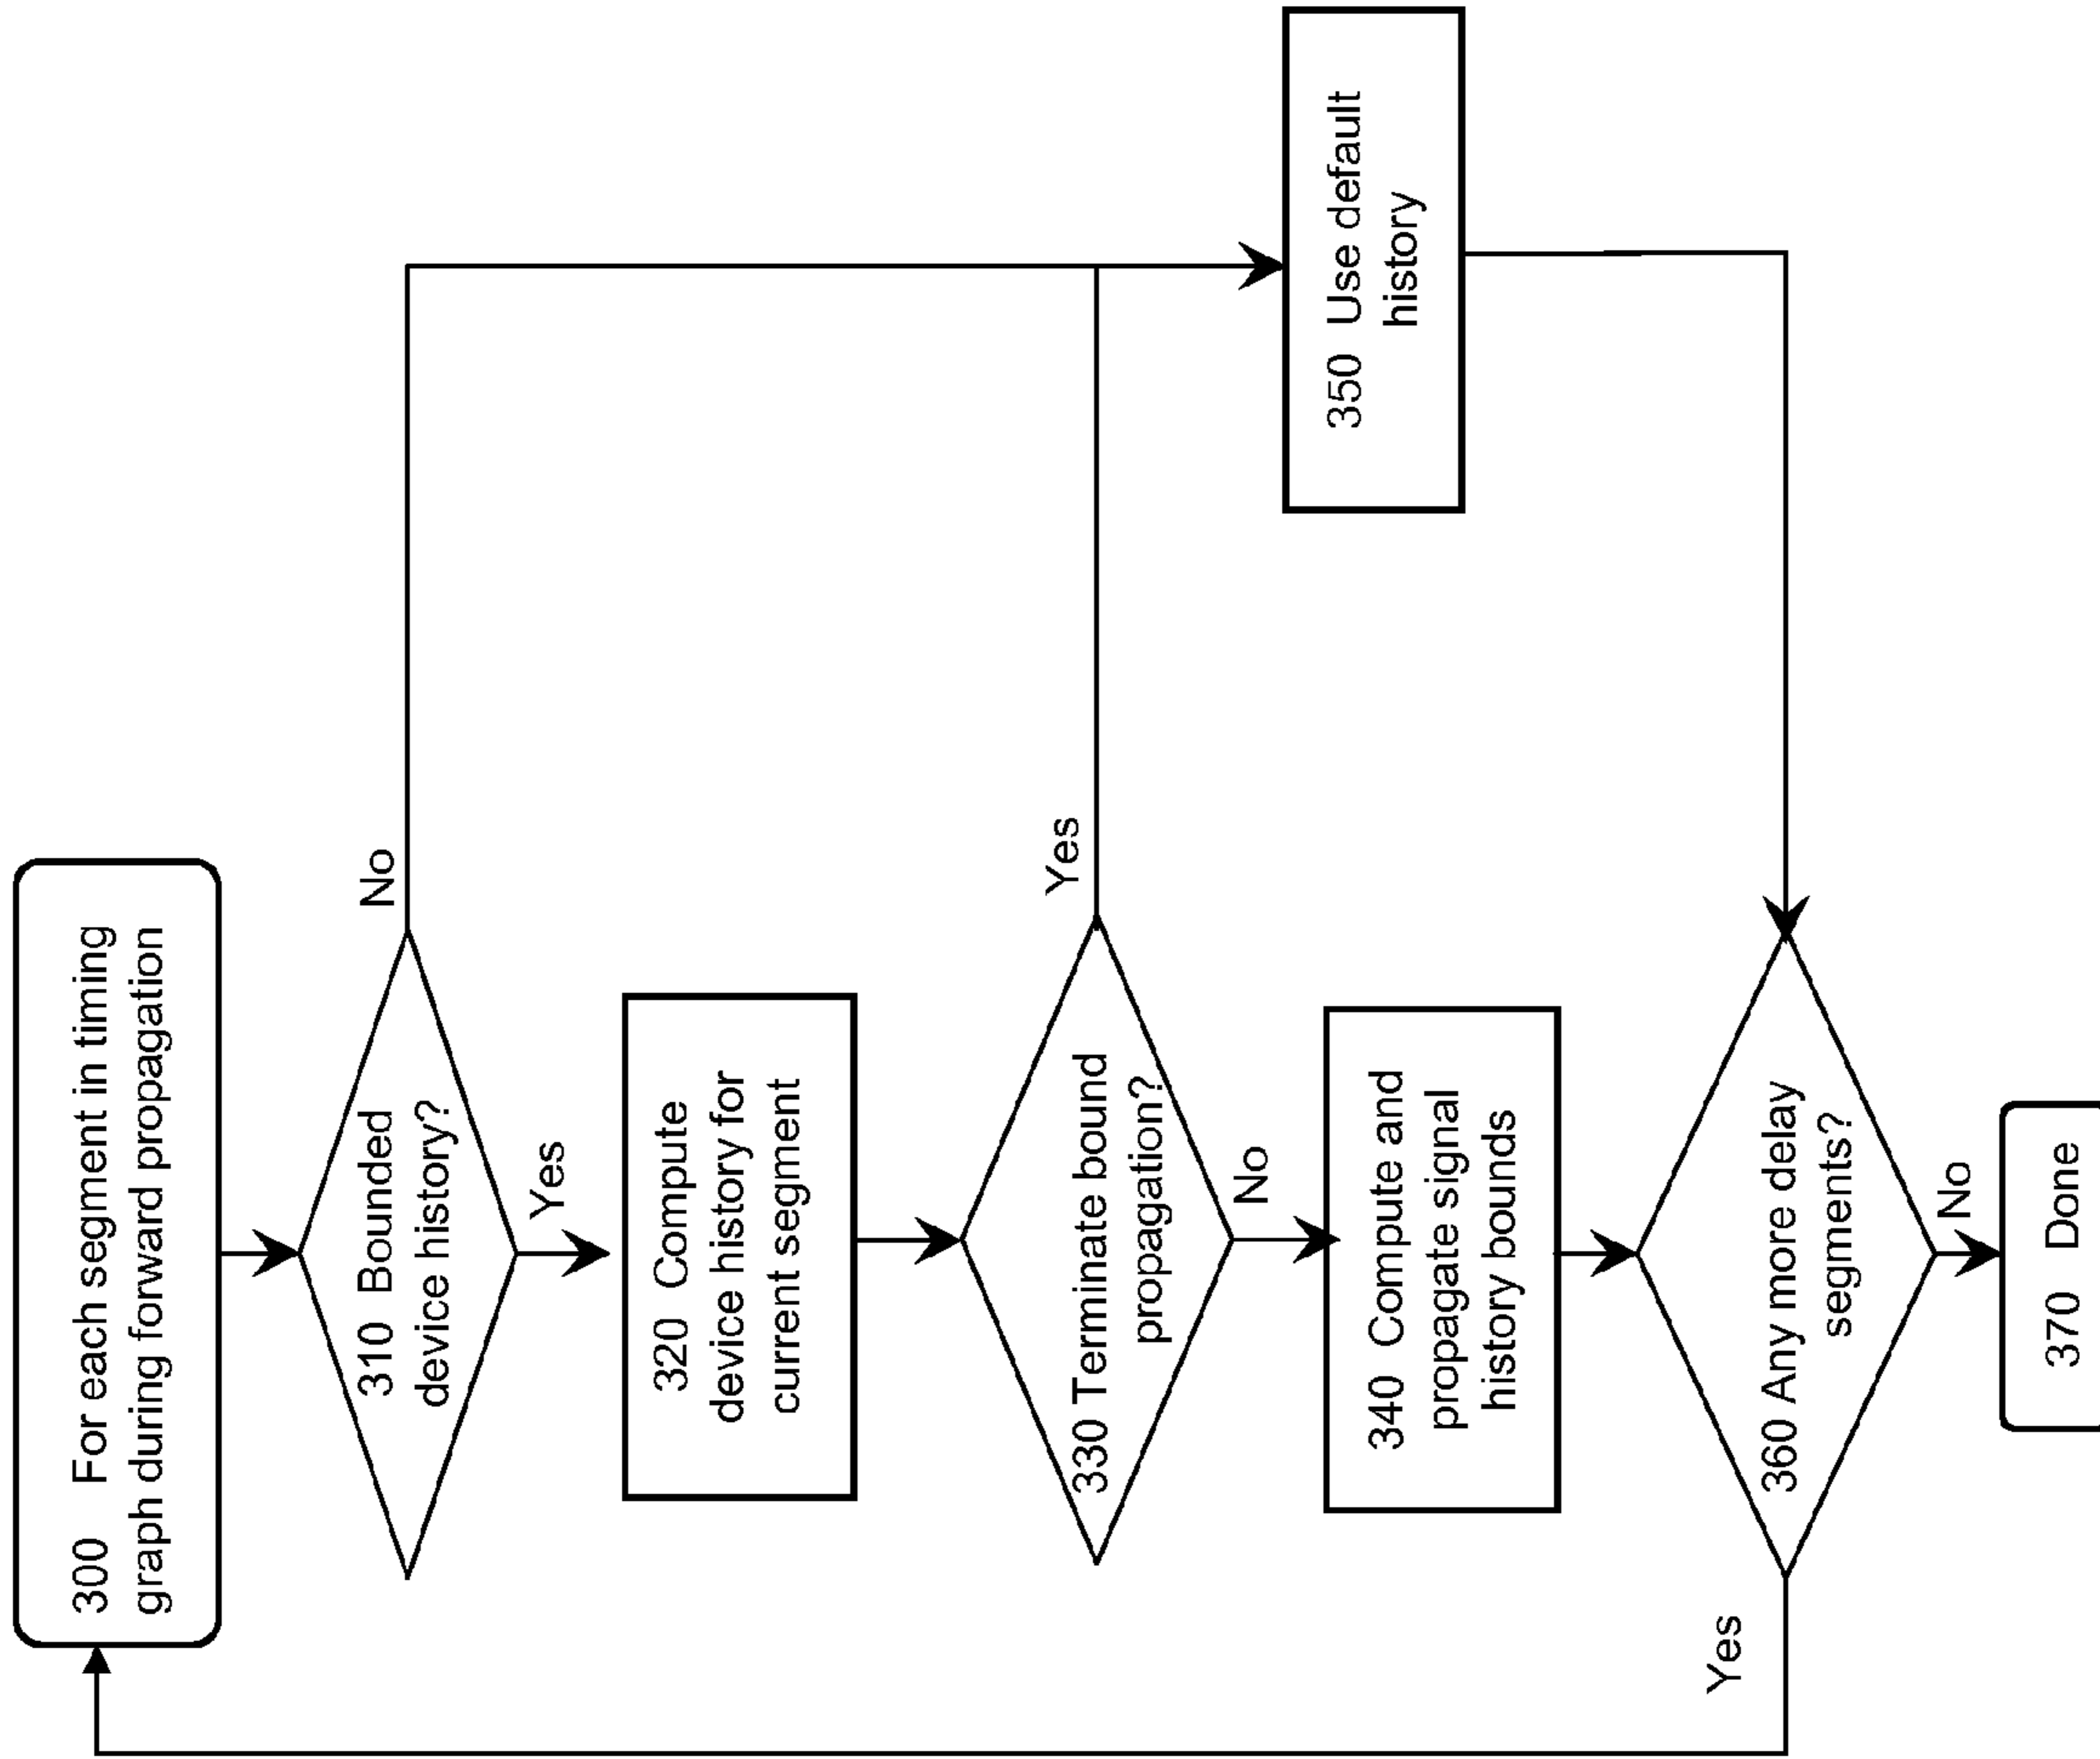 300 For each segment in timing
graph during forward propagation
310 Bounded
device history?
No
Yes
320 Compute
device history for
current segment
330 Terminate bound
propagation?
Yes
No
340 Compute and
propagate signal
history bounds
350 Use default
history
360 Any more delay
segments?
Yes
No
370 Done